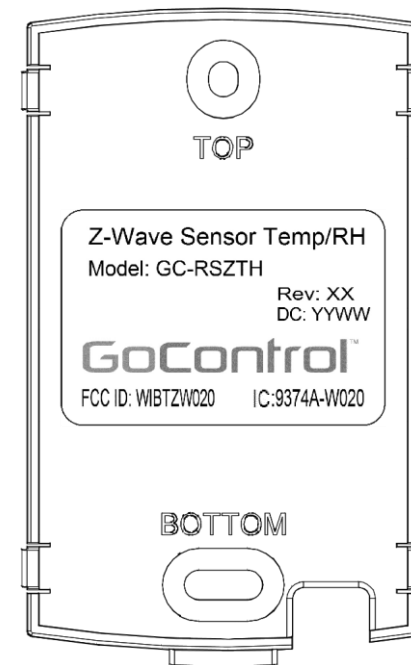 TOP
Z-Wave Sensor Temp/RH
Model: GC-RSZTH
Rev: XX
DC: YYWW
GoControl™
FCC ID: WIBTZW020 IC:9374A-W020
BOTTOM